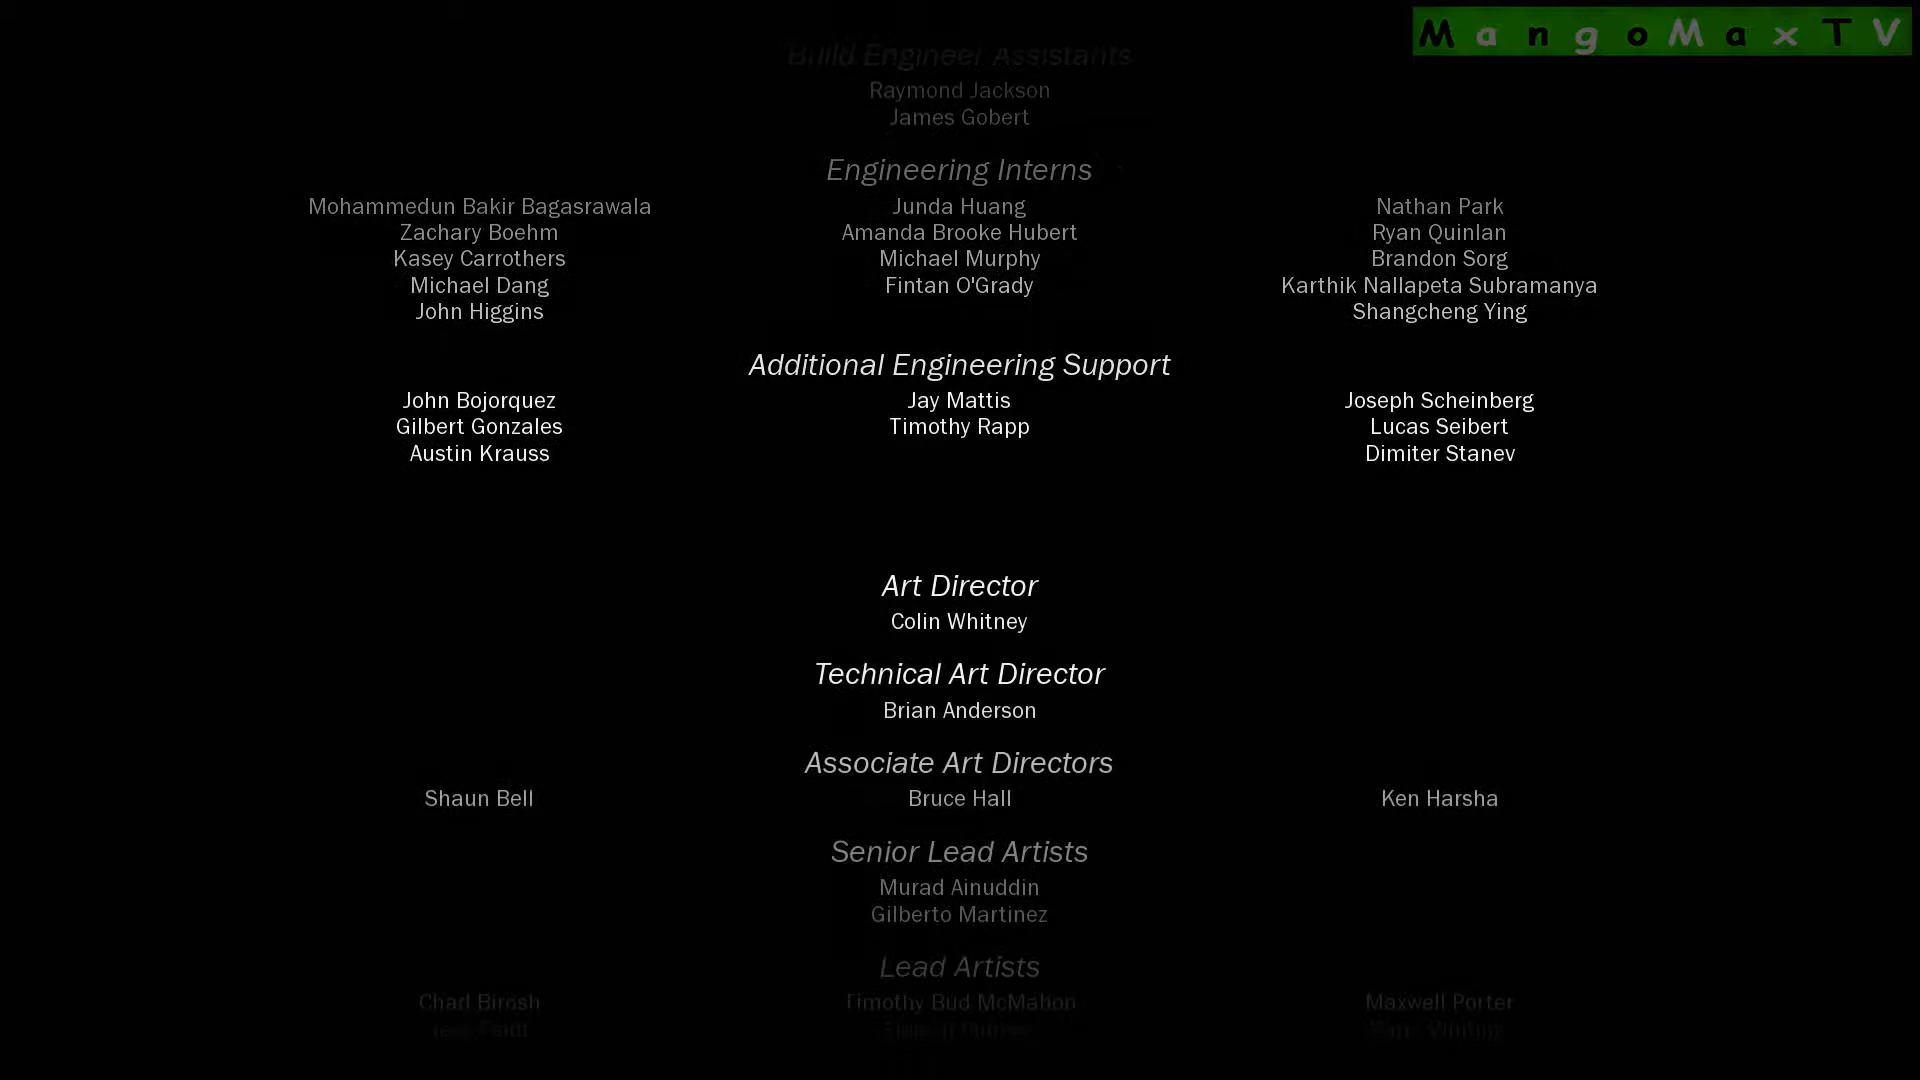 MangoMaxTV
Build Engineer Assistants
Raymond Jackson
James Gobert
Engineering Interns
Mohammedun Bakir Bagasrawala Junda Huang Nathan Park
Zachary Boehm Amanda Brooke Hubert Ryan Quinlan
Kasey Carrothers Michael Murphy Brandon Sorg
Michael Dang Fintan O'Grady Karthik Nallapeta Subramanya
John Higgins Shangcheng Ying
Additional Engineering Support
John Bojorquez Jay Mattis Joseph Scheinberg
Gilbert Gonzales Timothy Rapp Lucas Seibert
Austin Krauss Dimiter Stanev
Art Director
Colin Whitney
Technical Art Director
Brian Anderson
Associate Art Directors
Shaun Bell Bruce Hall Ken Harsha
Senior Lead Artists
Murad Ainuddin
Gilberto Martinez
Lead Artists
Chad Birosh Timothy Bud McMahon Maxwell Porter